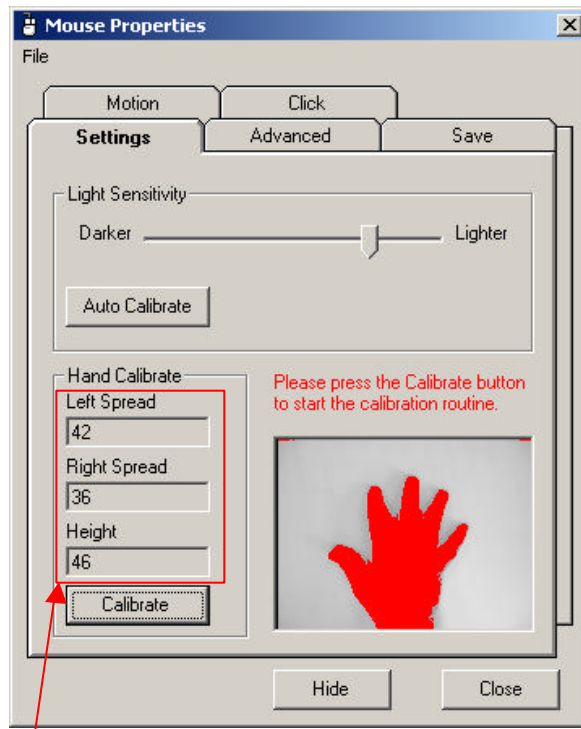 Mouse Properties
File
Motion Click
Settings Advanced Save
Light Sensitivity
Darker Lighter
Auto Calibrate
Hand Calibrate
Left Spread
42
Right Spread
36
Height
46
Calibrate
Please press the Calibrate button
to start the calibration routine.
Hide Close